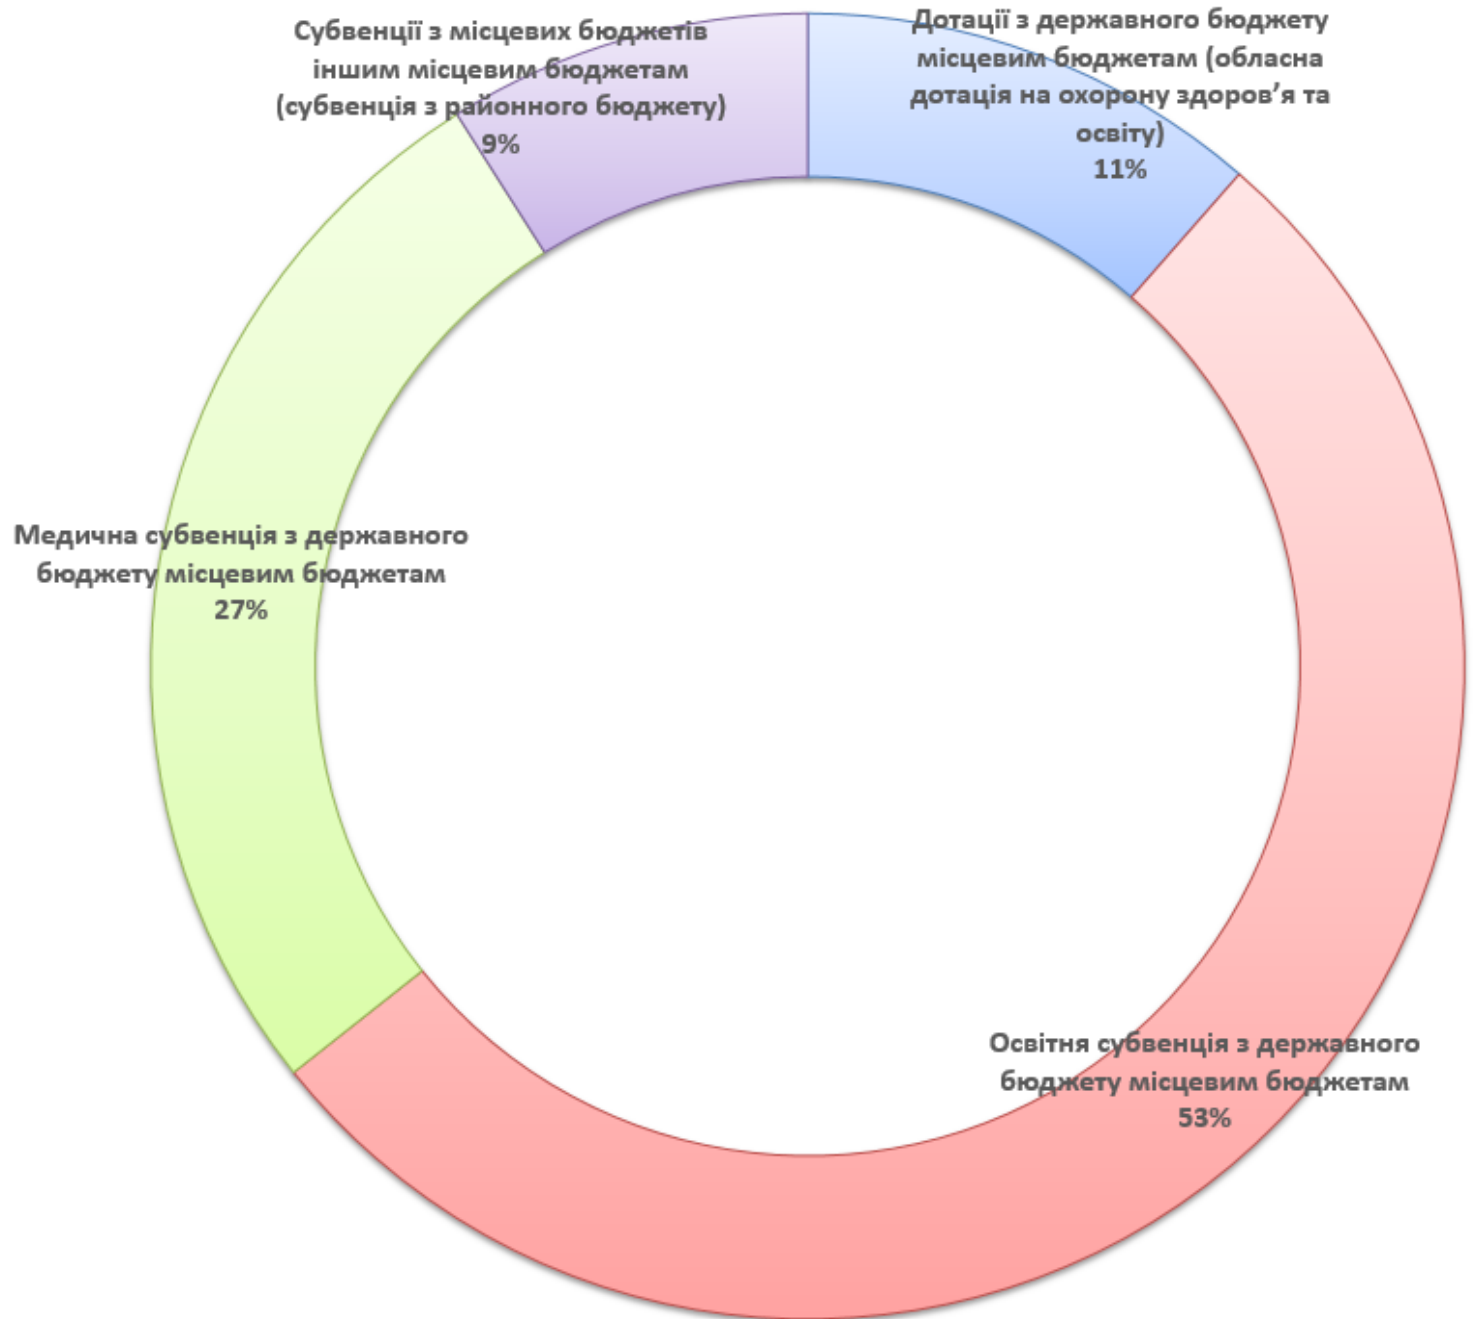 Субвенції з місцевих бюджетів
іншим місцевим бюджетам
(субвенція з районного бюджету)
9%
Дотації з державного бюджету
місцевим бюджетам (обласна
дотація на охорону здоров’я та
освіту)
11%
Медична субвенція з державного
бюджету місцевим бюджетам
27%
Освітня субвенція з державного
бюджету місцевим бюджетам
53%